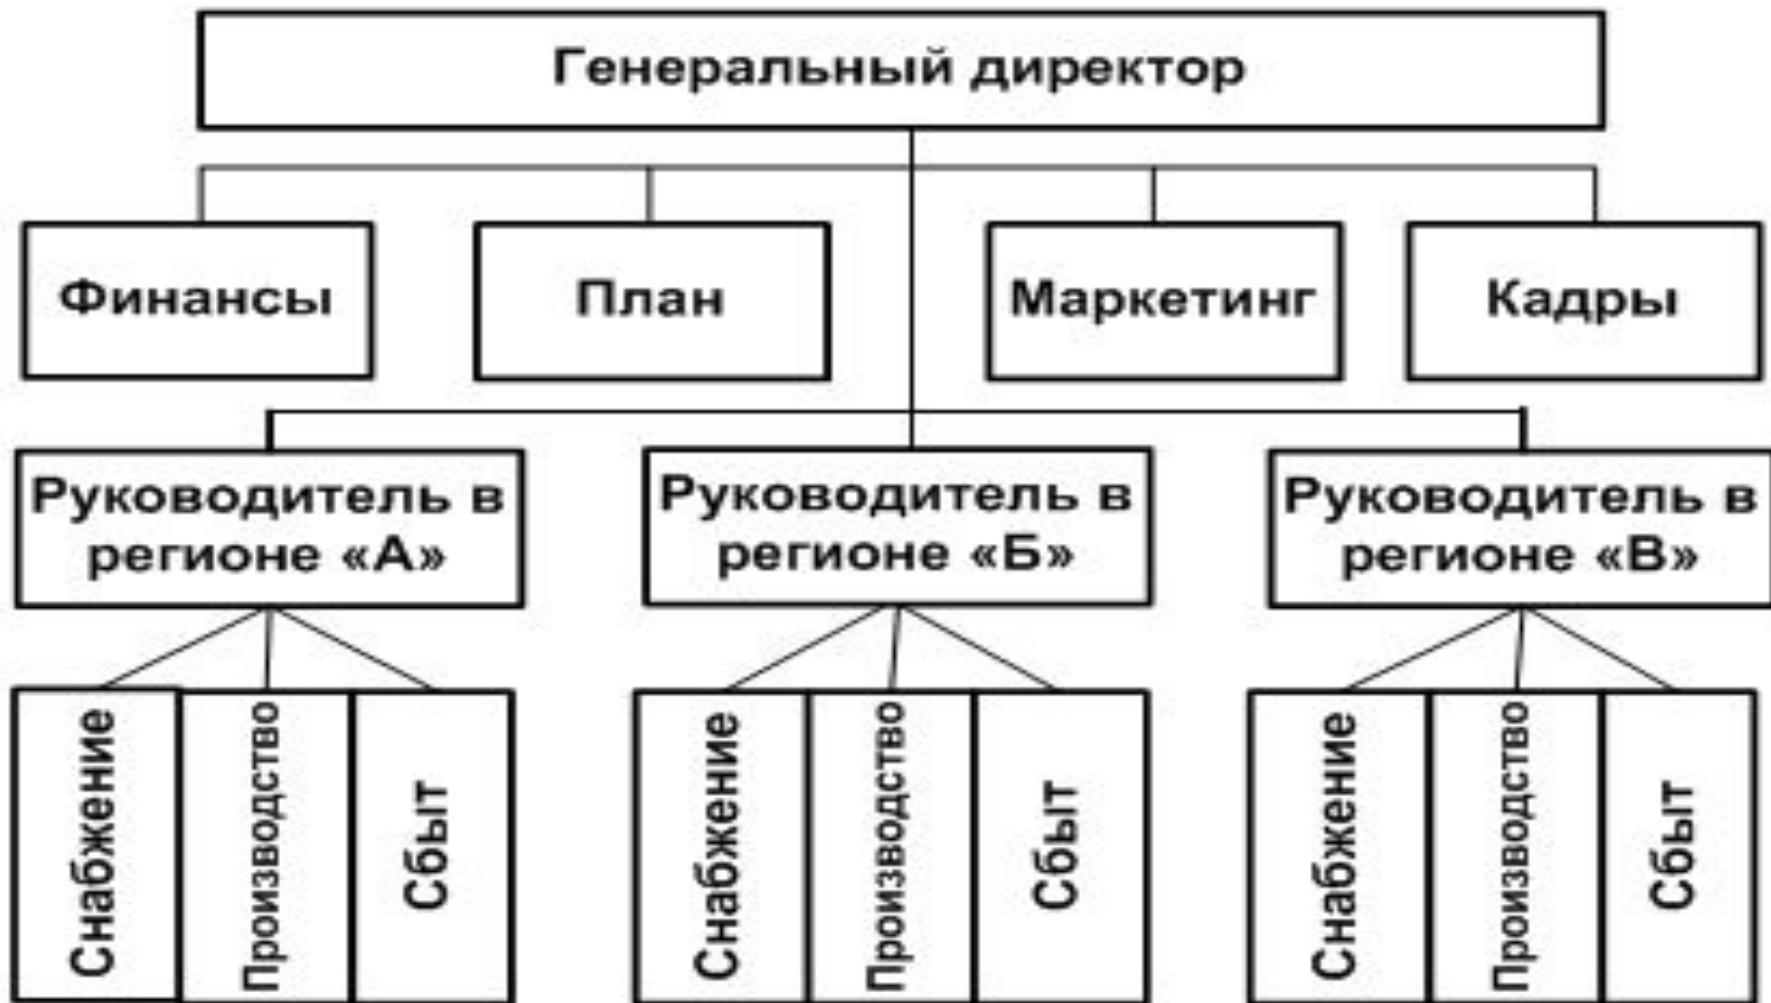 Генеральный директор
Финансы
План
Маркетинг
Кадры
Руководитель в
регионе «А»
Руководитель в
регионе «Б»
Руководитель в
регионе «В»
Снабжение
Производство
Сбыт
Снабжение
Производство
Сбыт
Снабжение
Производство
Сбыт